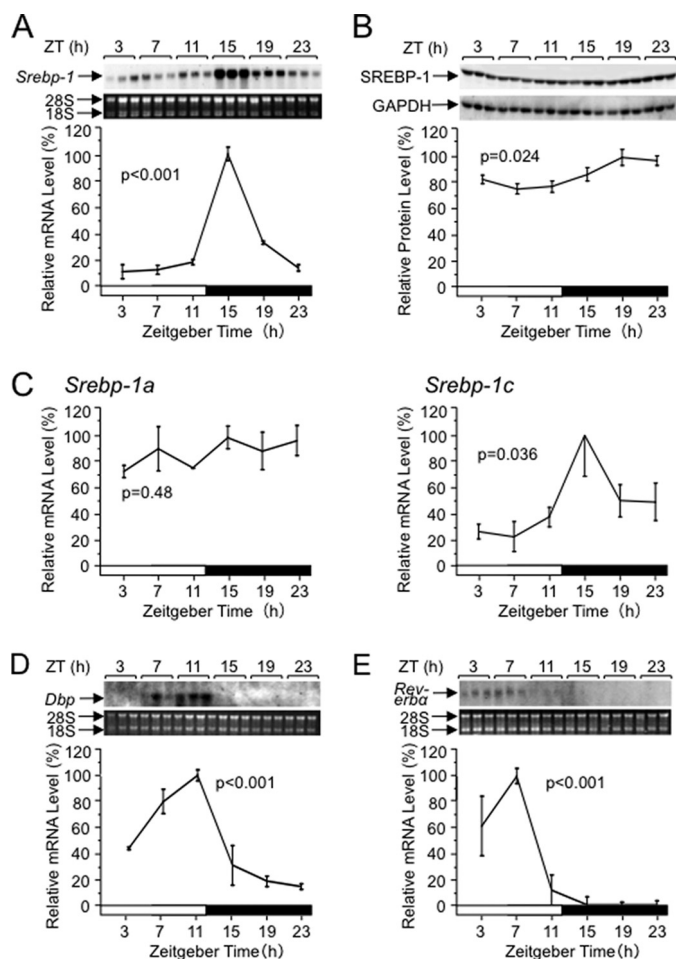 A
ZT (h) 3 7 11 15 19 23
Srebp-1
28S
18S
Relative mRNA Level (%)
120
100
80
60
40
20
0
p<0.001
3 7 11 15 19 23
Zeitgeber Time (h)
B
ZT (h) 3 7 11 15 19 23
SREBP-1
GAPDH
Relative Protein Level (%)
120
100
80
60
40
20
0
p=0.024
3 7 11 15 19 23
Zeitgeber Time (h)
C
Srebp-1a
Relative mRNA Level (%)
120
100
80
60
40
20
0
p=0.48
3 7 11 15 19 23
Zeitgeber Time (h)
Srebp-1c
Relative mRNA Level (%)
120
100
80
60
40
20
0
p=0.036
3 7 11 15 19 23
Zeitgeber Time (h)
D
ZT (h) 3 7 11 15 19 23
Dbp
28S
18S
Relative mRNA Level (%)
120
100
80
60
40
20
0
p<0.001
3 7 11 15 19 23
Zeitgeber Time(h)
E
ZT (h) 3 7 11 15 19 23
Rev-
erbα
28S
18S
Relative mRNA Level (%)
120
100
80
60
40
20
0
p<0.001
3 7 11 15 19 23
Zeitgeber Time(h)